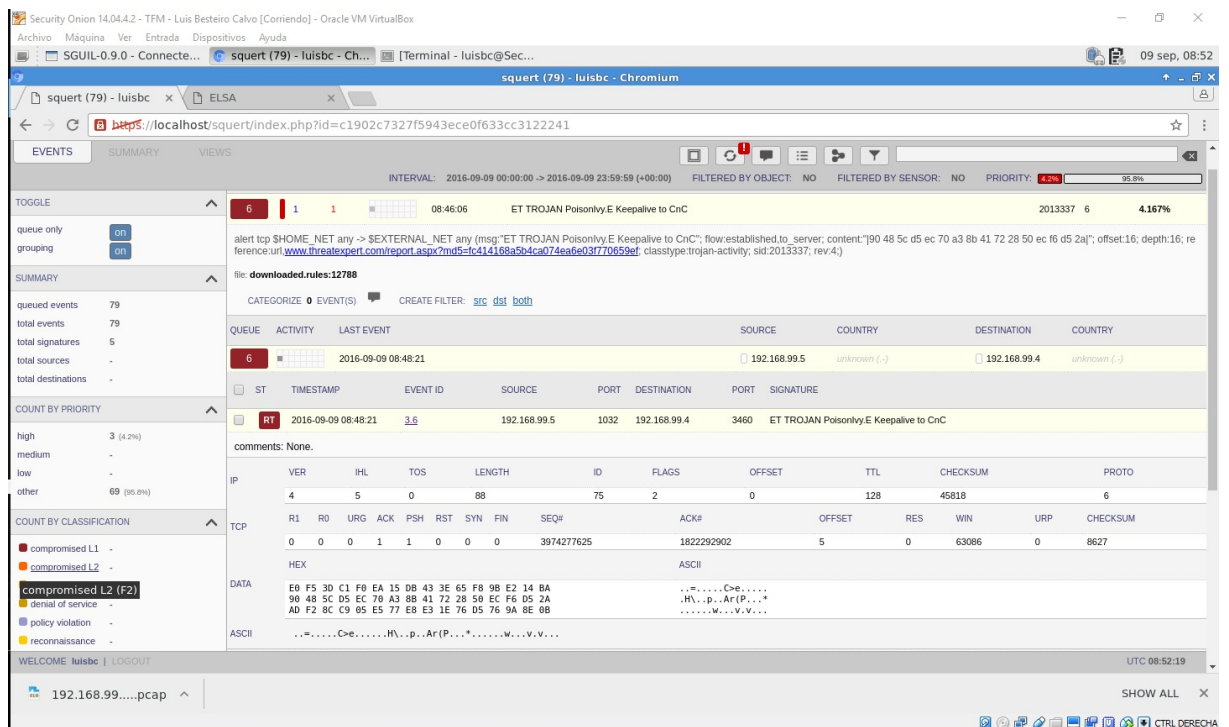 Security Onion 14.04.4.2 - TFM - Luis Besteiro Calvo [Corriendo] - Oracle VM VirtualBox
Archivo Máquina Ver Entrada Dispositivos Ayuda
SGUIL-0.9.0 - Connecte... squert (79) - luisbc - Ch... [Terminal - luisbc@Sec... 09 sep, 08:52
squert (79) - luisbc - Chromium
squert (79) - luisbc x ELSA x
https://localhost/squert/index.php?id=c1902c7327f5943ece0f633cc3122241
EVENTS SUMMARY VIEWS
INTERVAL: 2016-09-09 00:00:00 -> 2016-09-09 23:59:59 (+00:00) FILTERED BY OBJECT: NO FILTERED BY SENSOR: NO PRIORITY: 4.2% 95.8%
TOGGLE
queue only on
grouping on
SUMMARY
queued events 79
total events 79
total signatures 5
total sources -
total destinations -
COUNT BY PRIORITY
high 3 (4.2%)
medium -
low -
other 69 (95.8%)
COUNT BY CLASSIFICATION
compromised L1 -
compromised L2 -
compromised L2 (F2)
denial of service -
policy violation -
reconnaissance -
6 1 1 08:46:06 ET TROJAN PoisonIvy.E Keepalive to CnC 2013337 6 4.167%
alert tcp $HOME_NET any -> $EXTERNAL_NET any (msg:"ET TROJAN PoisonIvy.E Keepalive to CnC"; flow:established,to_server; content:"|90 48 5c d5 ec 70 a3 8b 41 72 28 50 ec f6 d5 2a|"; offset:16; depth:16; re
ference:url,www.threatexpert.com/report.aspx?md5=fc414168a5b4ca074ea6e03f770659ef; classtype:trojan-activity; sid:2013337; rev:4;)
file: downloaded.rules:12788
CATEGORIZE 0 EVENT(S) CREATE FILTER: src dst both
QUEUE ACTIVITY LAST EVENT SOURCE COUNTRY DESTINATION COUNTRY
6 2016-09-09 08:48:21 192.168.99.5 unknown (.-) 192.168.99.4 unknown (.-)
ST TIMESTAMP EVENT ID SOURCE PORT DESTINATION PORT SIGNATURE
RT 2016-09-09 08:48:21 3.6 192.168.99.5 1032 192.168.99.4 3460 ET TROJAN PoisonIvy.E Keepalive to CnC
comments: None.
IP VER IHL TOS LENGTH ID FLAGS OFFSET TTL CHECKSUM PROTO
4 5 0 88 75 2 0 128 45818 6
TCP R1 R0 URG ACK PSH RST SYN FIN SEQ# ACK# OFFSET RES WIN URP CHECKSUM
0 0 0 1 1 0 0 0 3974277625 1822292902 5 0 63086 0 8627
DATA HEX ASCII
E0 F5 3D C1 F0 EA 15 DB 43 3E 65 F8 9B E2 14 BA ..=.....C>e.....
90 48 5C D5 EC 70 A3 8B 41 72 28 50 EC F6 D5 2A .H\..p..Ar(P...*
AD F2 8C C9 05 E5 77 E8 E3 1E 76 D5 76 9A 8E 0B ......w...v.v...
ASCII ..=.....C>e......H\..p..Ar(P...*......w...v.v...
WELCOME luisbc | LOGOUT UTC 08:52:19
192.168.99.....pcap SHOW ALL
CTRL DERECHA